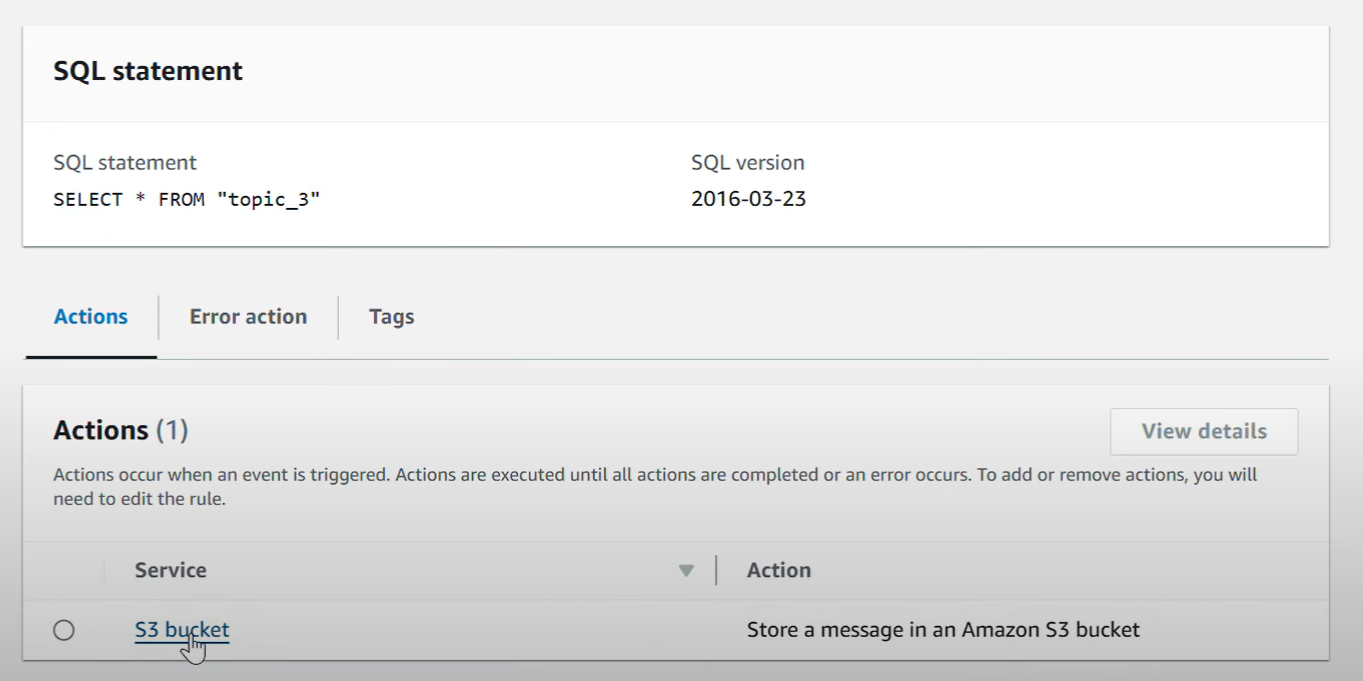 SQL statement
SQL statement
SQL version
SELECT * FROM "topic_3"
2016-03-23
Actions
Error action
Tags
Actions (1)
View details
Actions occur when an event is triggered. Actions are executed until all actions are completed or an error occurs. To add or remove actions, you will
need to edit the rule.
Service
Action
S3 bucket
Store a message in an Amazon S3 bucket